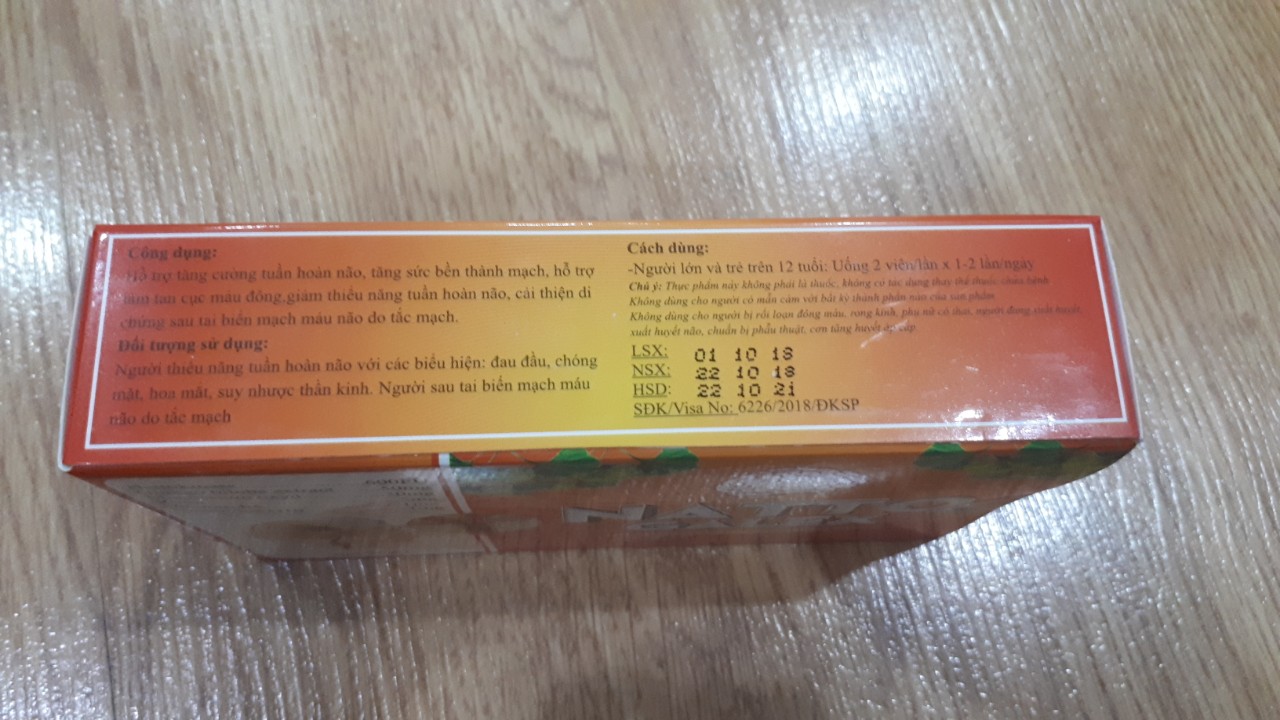 Công dụng:
-Hỗ trợ tăng cường tuần hoàn não, tăng sức bền thành mạch, hỗ trợ
làm tan cục máu đông,giảm thiểu năng tuần hoàn não, cải thiện di
chứng sau tai biến mạch máu não do tắc mạch.
Đối tượng sử dụng:
Người thiểu năng tuần hoàn não với các biểu hiện: đau đầu, chóng
mặt, hoa mắt, suy nhược thần kinh. Người sau tai biến mạch máu
não do tắc mạch
Cách dùng:
-Người lớn và trẻ trên 12 tuổi: Uống 2 viên/lần x 1-2 lần/ngày
Chú ý: Thực phẩm này không phải là thuốc, không có tác dụng thay thế thuốc chữa bệnh
Không dùng cho người có mẫn cảm với bất kỳ thành phần nào của sản phẩm
Không dùng cho người bị rối loạn đông máu, rong kinh, phụ nữ có thai, người đang xuất huyết,
xuất huyết não, chuẩn bị phẫu thuật, cơn tăng huyết áp cấp
LSX: 01 10 18
NSX: 22 10 18
HSD: 22 10 21
SĐK/Visa No: 6226/2018/ĐKSP
NATTO